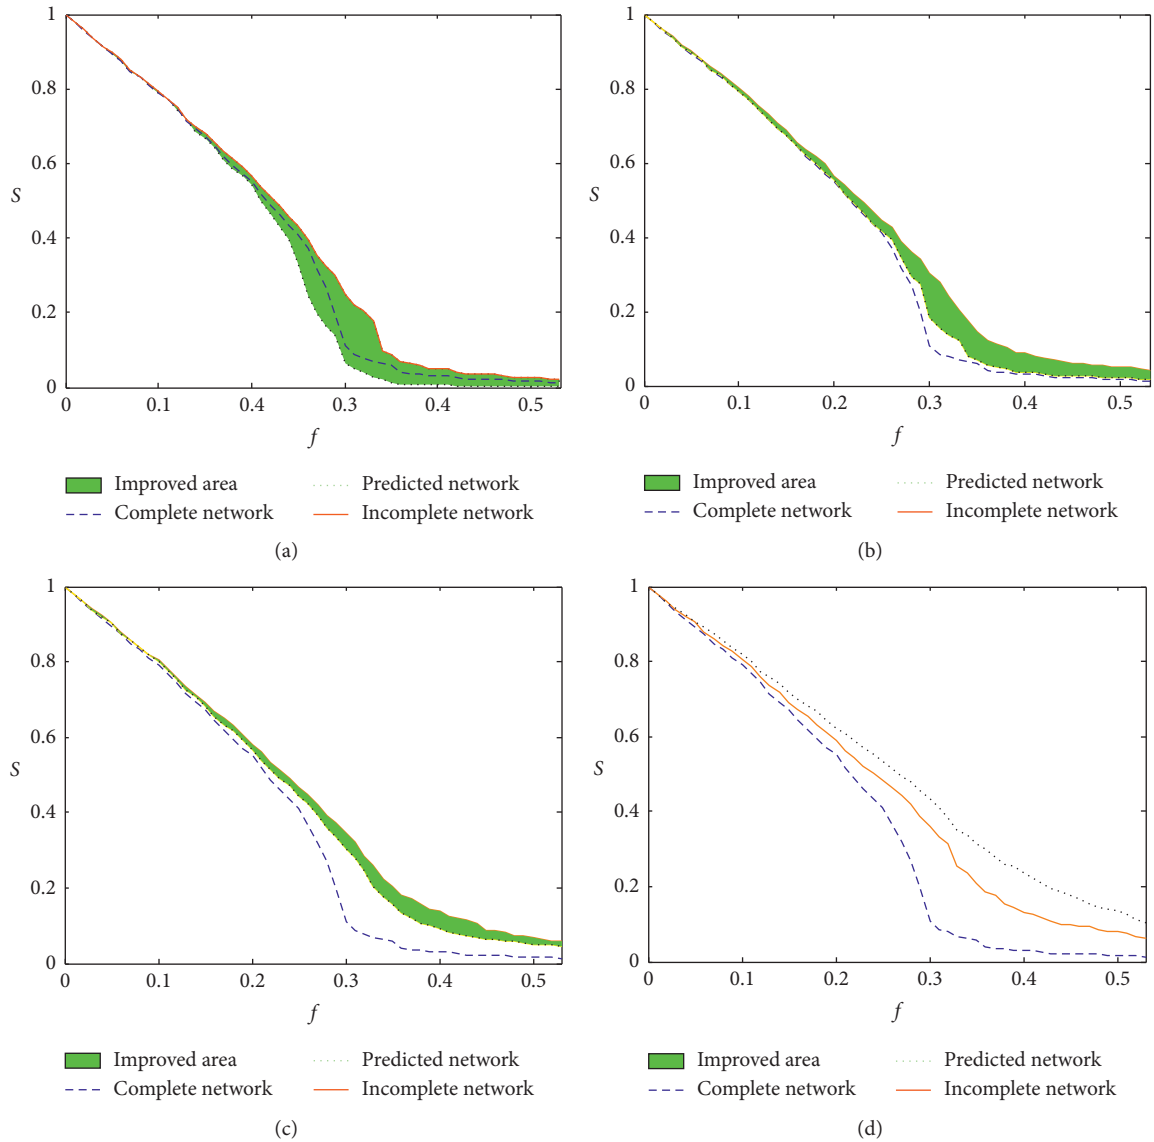 1
0.8
0.6
S
0.4
0.2
0
0 0.1 0.4 0.3 0.4 0.5
f
Improved area Predicted network
Complete network Incomplete network
(a)
1
0.8
0.6
S
0.4
0.2
0
0 0.1 0.2 0.3 0.4 0.5
f
Improved area Predicted network
Complete network Incomplete network
(b)
1
0.8
0.6
S
0.4
0.2
0
0 0.1 0.2 0.3 0.4 0.5
f
Improved area Predicted network
Complete network Incomplete network
(c)
1
0.8
0.6
S
0.4
0.2
0
0 0.1 0.2 0.3 0.4 0.5
f
Improved area Predicted network
Complete network Incomplete network
(d)